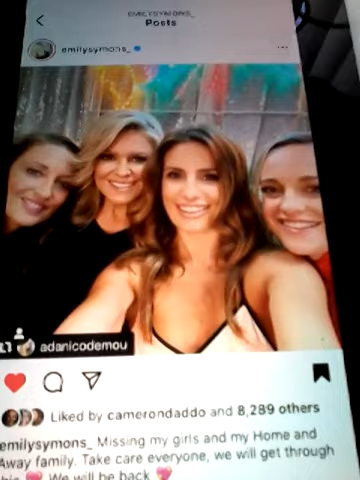 EMILYSYMONS_
Posts
emilysymons_
adanicodemou
Liked by camerondaddo and 8,289 others
emilysymons_ Missing my girls and my Home and
Away family. Take care everyone, we will get through
this 💖 We will be back 💖